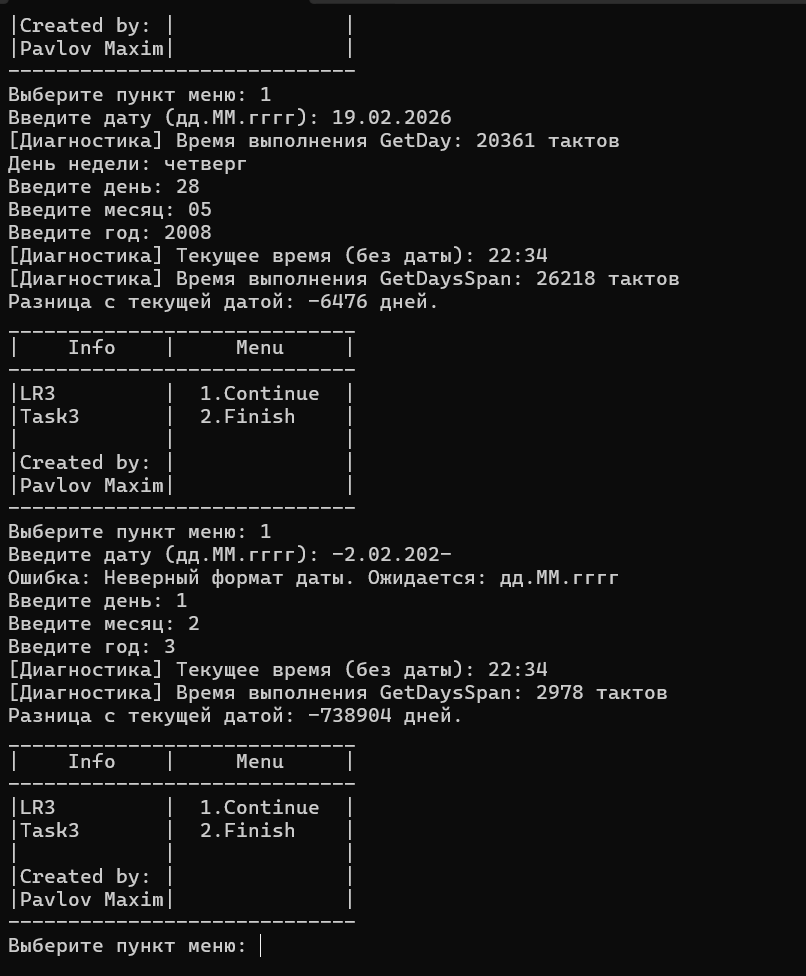 |Created by: |               |
|Pavlov Maxim|               |
-----------------------------
Выберите пункт меню: 1
Введите дату (дд.ММ.гггг): 19.02.2026
[Диагностика] Время выполнения GetDay: 20361 тактов
День недели: четверг
Введите день: 28
Введите месяц: 05
Введите год: 2008
[Диагностика] Текущее время (без даты): 22:34
[Диагностика] Время выполнения GetDaysSpan: 26218 тактов
Разница с текущей датой: -6476 дней.
_____________________________
|    Info    |     Menu     |
-----------------------------
|LR3         |  1.Continue  |
|Task3       |  2.Finish    |
|            |              |
|Created by: |              |
|Pavlov Maxim|              |
-----------------------------
Выберите пункт меню: 1
Введите дату (дд.ММ.гггг): -2.02.202-
Ошибка: Неверный формат даты. Ожидается: дд.ММ.гггг
Введите день: 1
Введите месяц: 2
Введите год: 3
[Диагностика] Текущее время (без даты): 22:34
[Диагностика] Время выполнения GetDaysSpan: 2978 тактов
Разница с текущей датой: -738904 дней.
_____________________________
|    Info    |     Menu     |
-----------------------------
|LR3         |  1.Continue  |
|Task3       |  2.Finish    |
|            |              |
|Created by: |              |
|Pavlov Maxim|              |
-----------------------------
Выберите пункт меню: